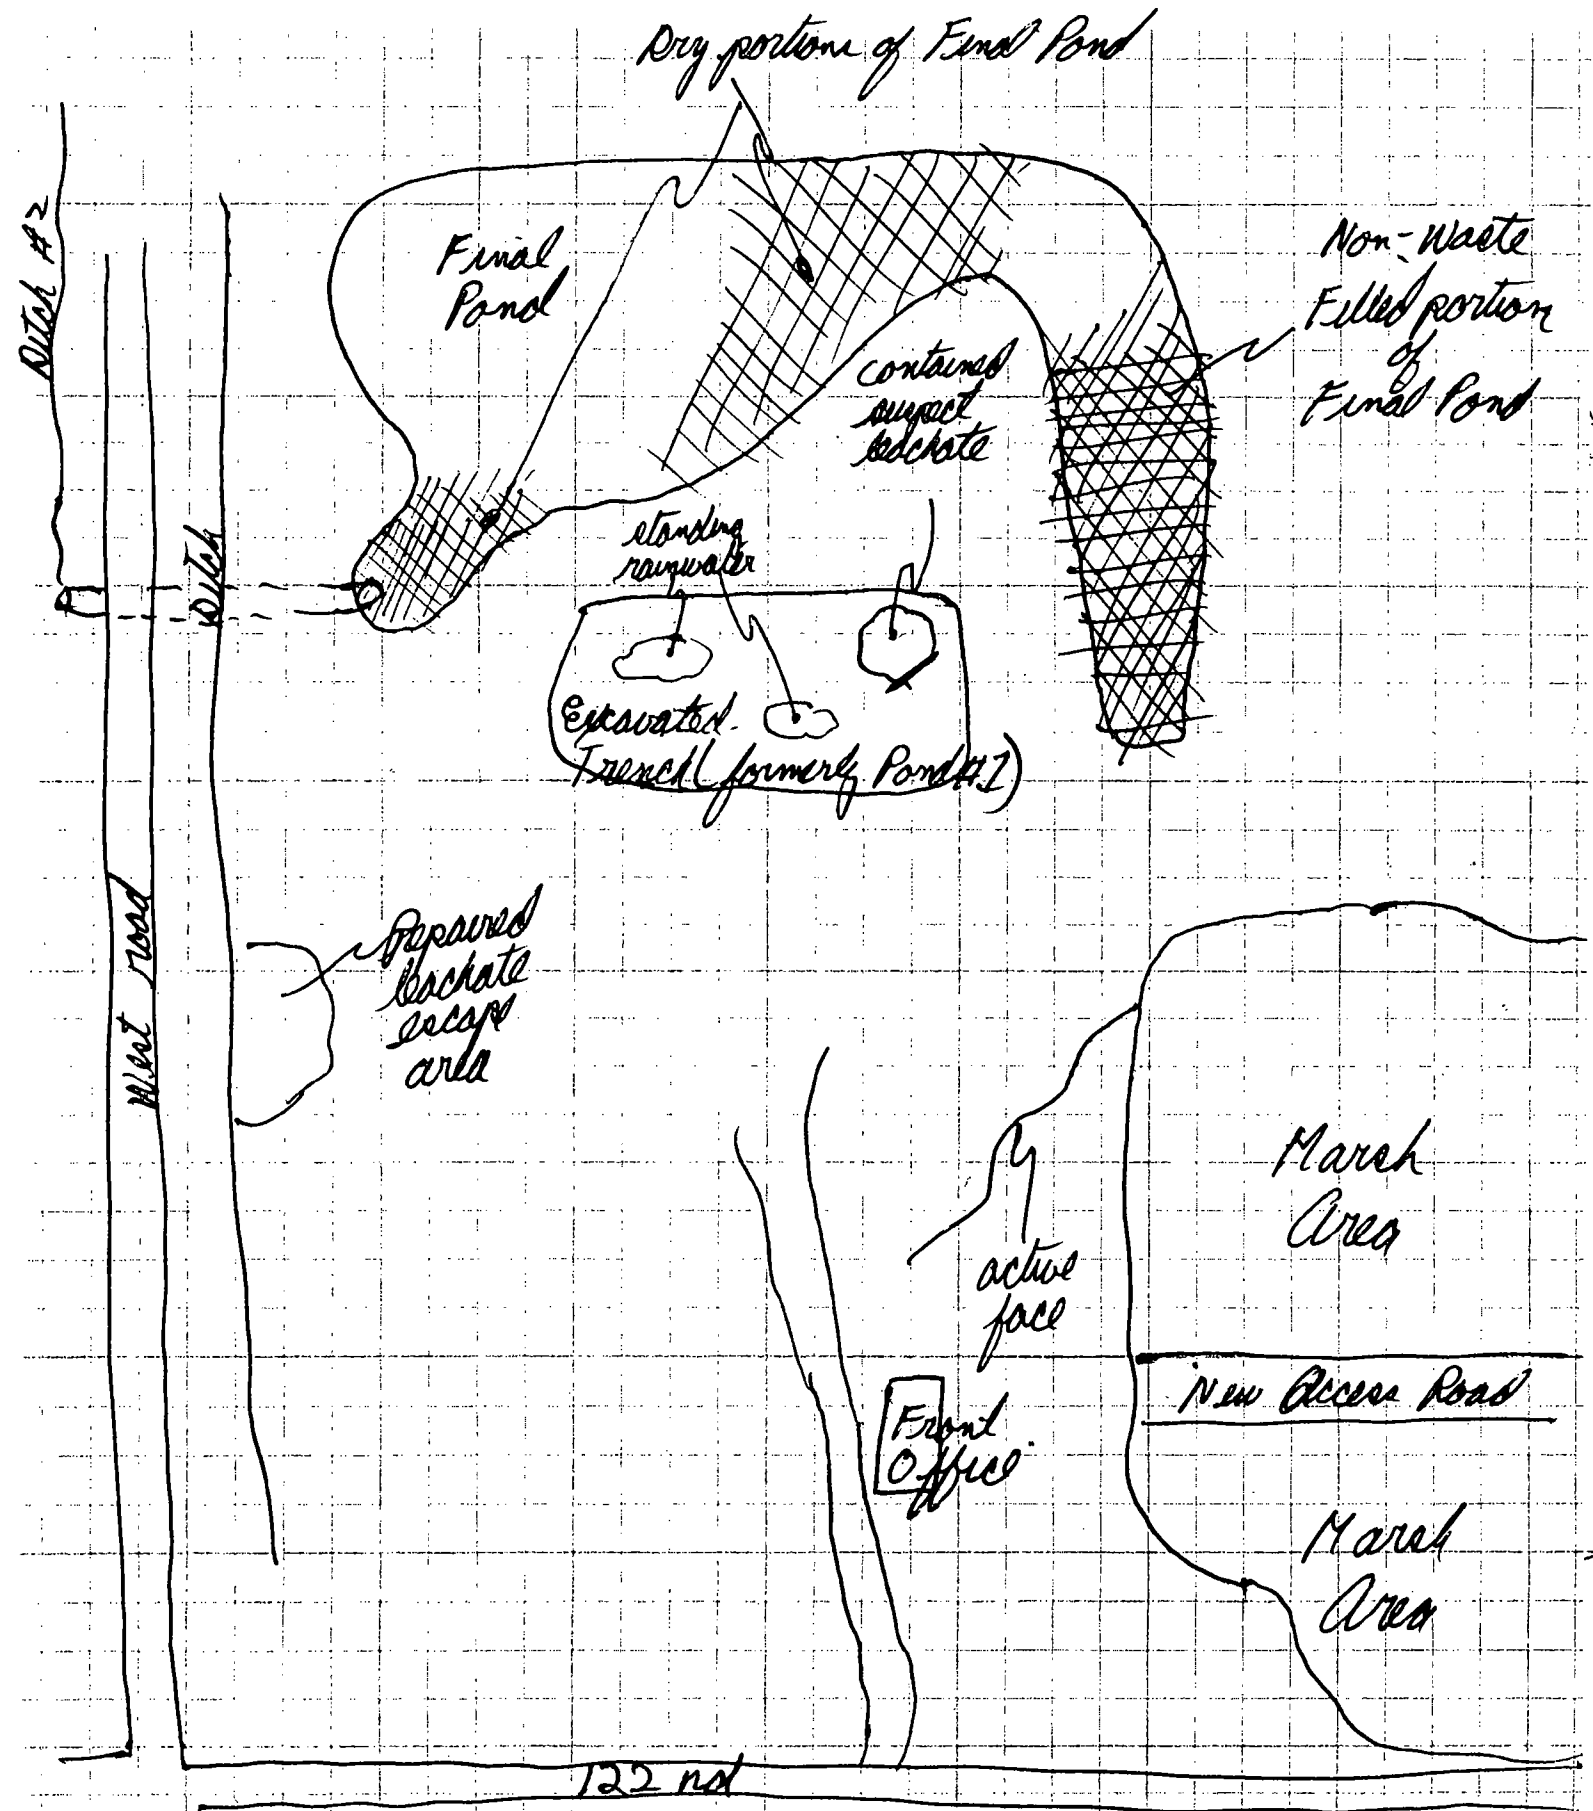 Dry portions of Final Pond
Ditch #2
Final
Pond
Non-Waste
Filled portion
of
Final Pond
contained
suspect
leachate
Ditch
standing
rainwater
Excavated
Trench (formerly Pond #1)
West road
Repaired
leachate
escape
area
Marsh
Area
active
face
New Access Road
Front
Office
Marsh
Area
122 nd